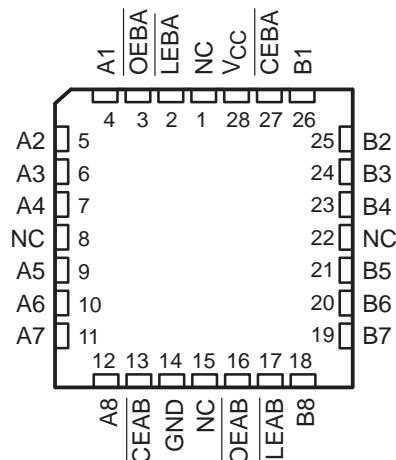 A1 OEBA LEBA NC VCC CEBA B1
4 3 2 1 28 27 26
A2 5 25 B2
A3 6 24 B3
A4 7 23 B4
NC 8 22 NC
A5 9 21 B5
A6 10 20 B6
A7 11 19 B7
12 13 14 15 16 17 18
A8 CEAB GND NC OEAB LEAB B8